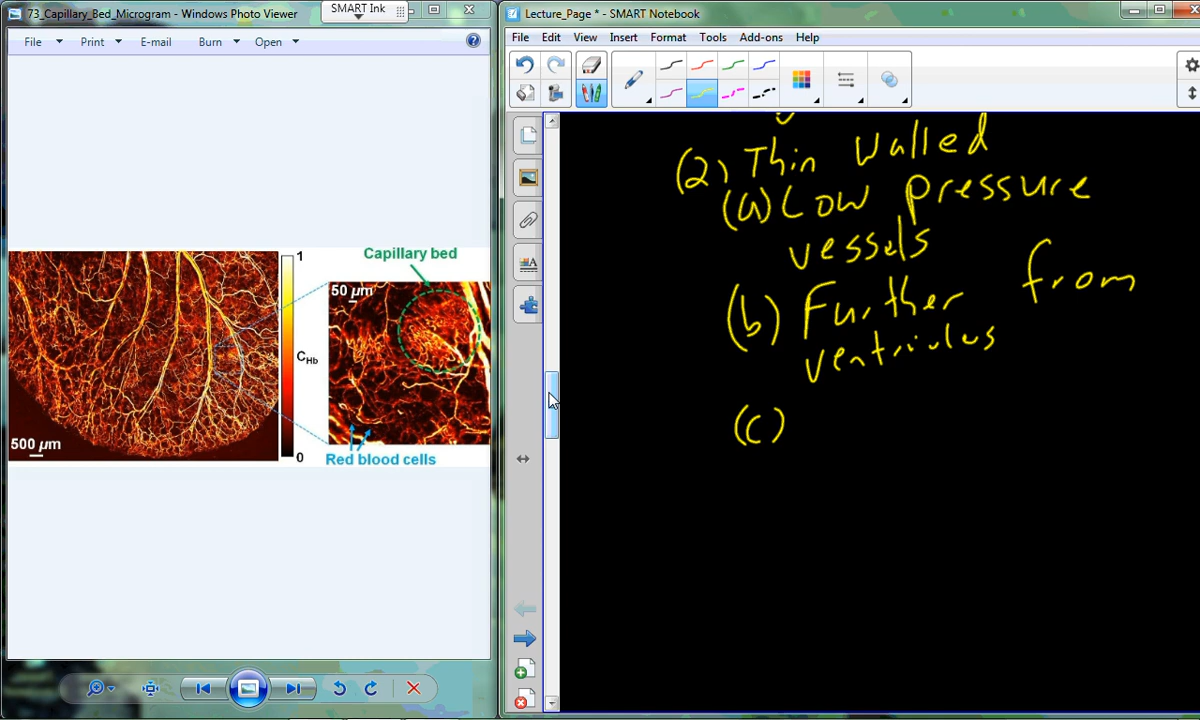 73_Capillary_Bed_Microgram - Windows Photo Viewer
SMART Ink
File Print E-mail Burn Open
Capillary bed
50 µm
1
C Hb
0
500 µm
Red blood cells
Lecture_Page * - SMART Notebook
File Edit View Insert Format Tools Add-ons Help
(2) Thin walled
(a) Low pressure
vessels
(b) Further from
ventriulus
(c)